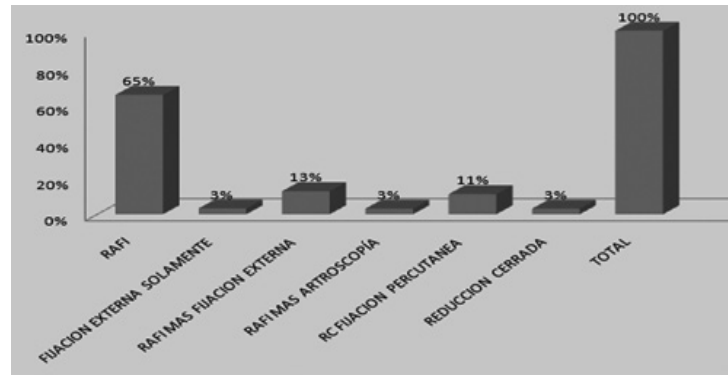 100%
80%
60%
40%
20%
0%
65%
3%
13%
3%
11%
3%
100%
RAFI
FIJACION EXTERNA SOLAMENTE
RAFI MAS FIJACION EXTERNA
RAFI MAS ARTROSCOPÍA
RC FIJACION PERCUTANEA
REDUCCION CERRADA
TOTAL